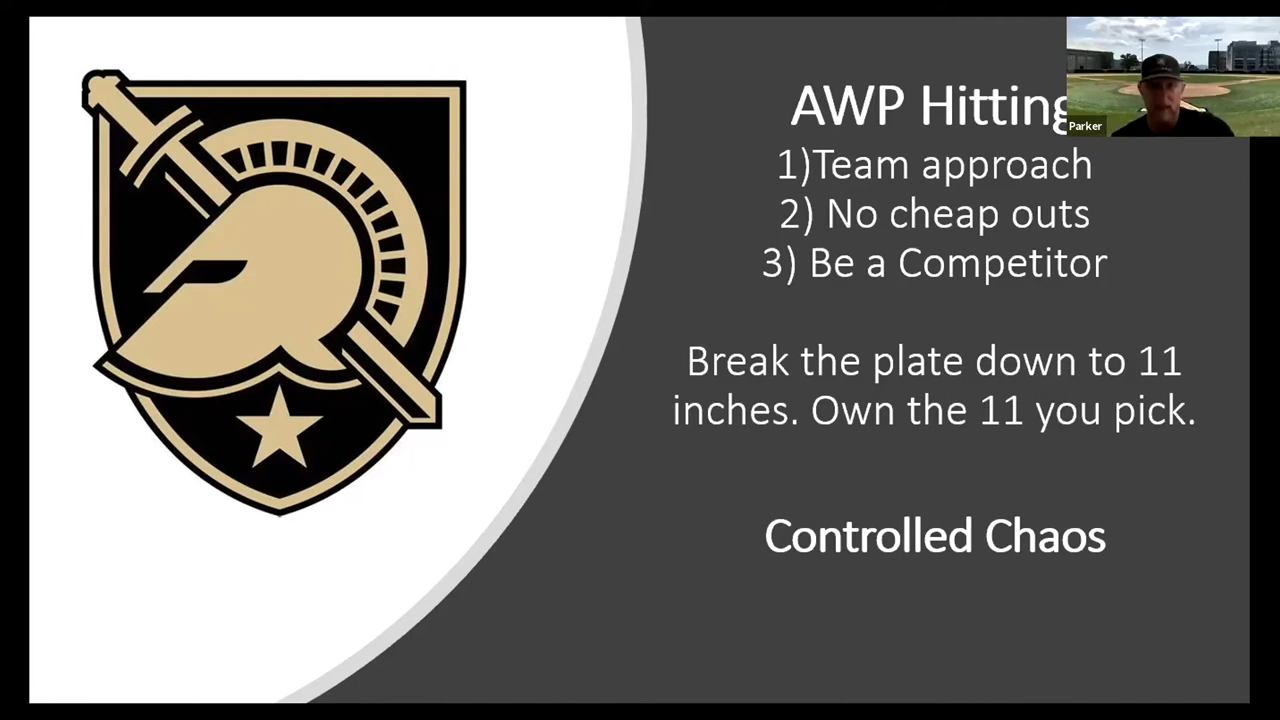 AWP Hitting
1)Team approach
2) No cheap outs
3) Be a Competitor
Break the plate down to 11
inches. Own the 11 you pick.
Controlled Chaos
Parker